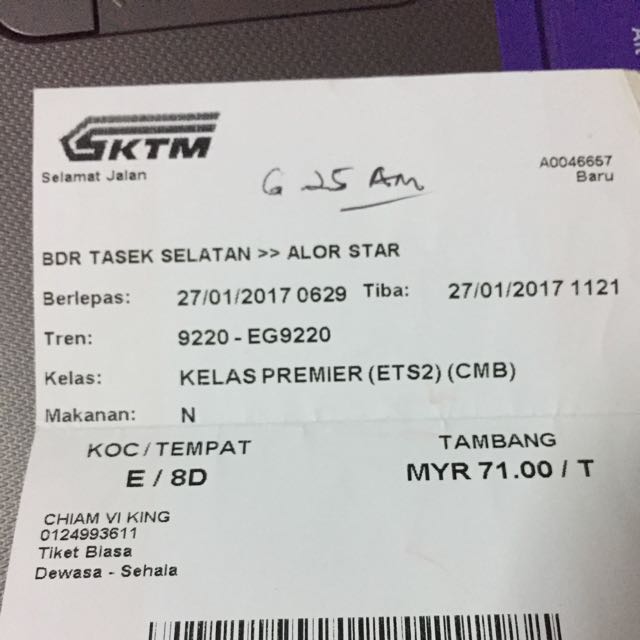 KTM
Selamat Jalan
6 25 AM
A0046657
Baru
BDR TASEK SELATAN >> ALOR STAR
Berlepas: 27/01/2017 0629 Tiba: 27/01/2017 1121
Tren: 9220 - EG9220
Kelas: KELAS PREMIER (ETS2) (CMB)
Makanan: N
KOC / TEMPAT TAMBANG
E / 8D MYR 71.00 / T
CHIAM VI KING
0124993611
Tiket Biasa
Dewasa - Sehala